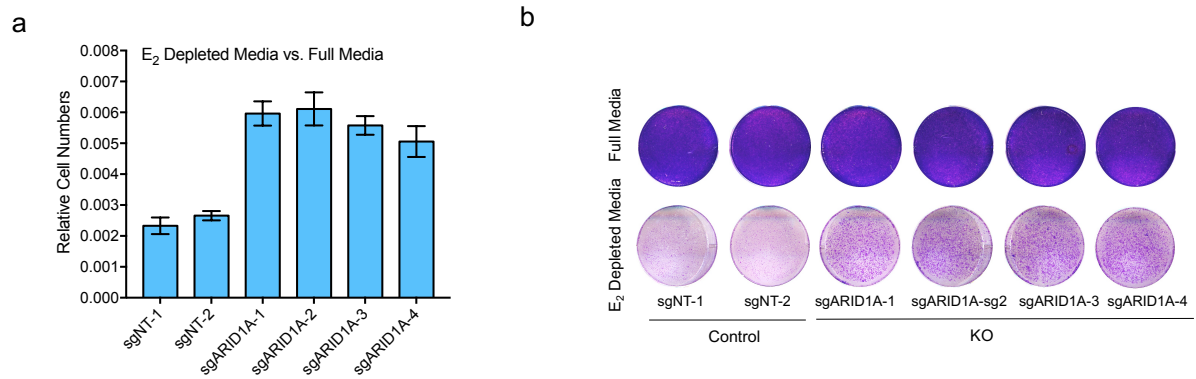 a
E2 Depleted Media vs. Full Media
Relative Cell Numbers
0.008
0.007
0.006
0.005
0.004
0.003
0.002
0.001
0.000
sgNT-1
sgNT-2
sgARID1A-1
sgARID1A-2
sgARID1A-3
sgARID1A-4
b
Full Media
E2 Depleted Media
sgNT-1 sgNT-2 sgARID1A-1 sgARID1A-sg2 sgARID1A-3 sgARID1A-4
Control KO